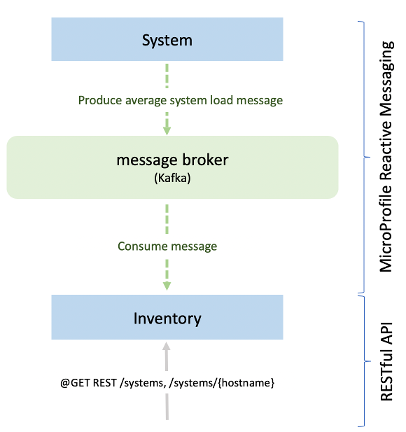 System
Produce average system load message
message broker
(Kafka)
Consume message
Inventory
@GET REST /systems, /systems/{hostname}
MicroProfile Reactive Messaging
RESTful API